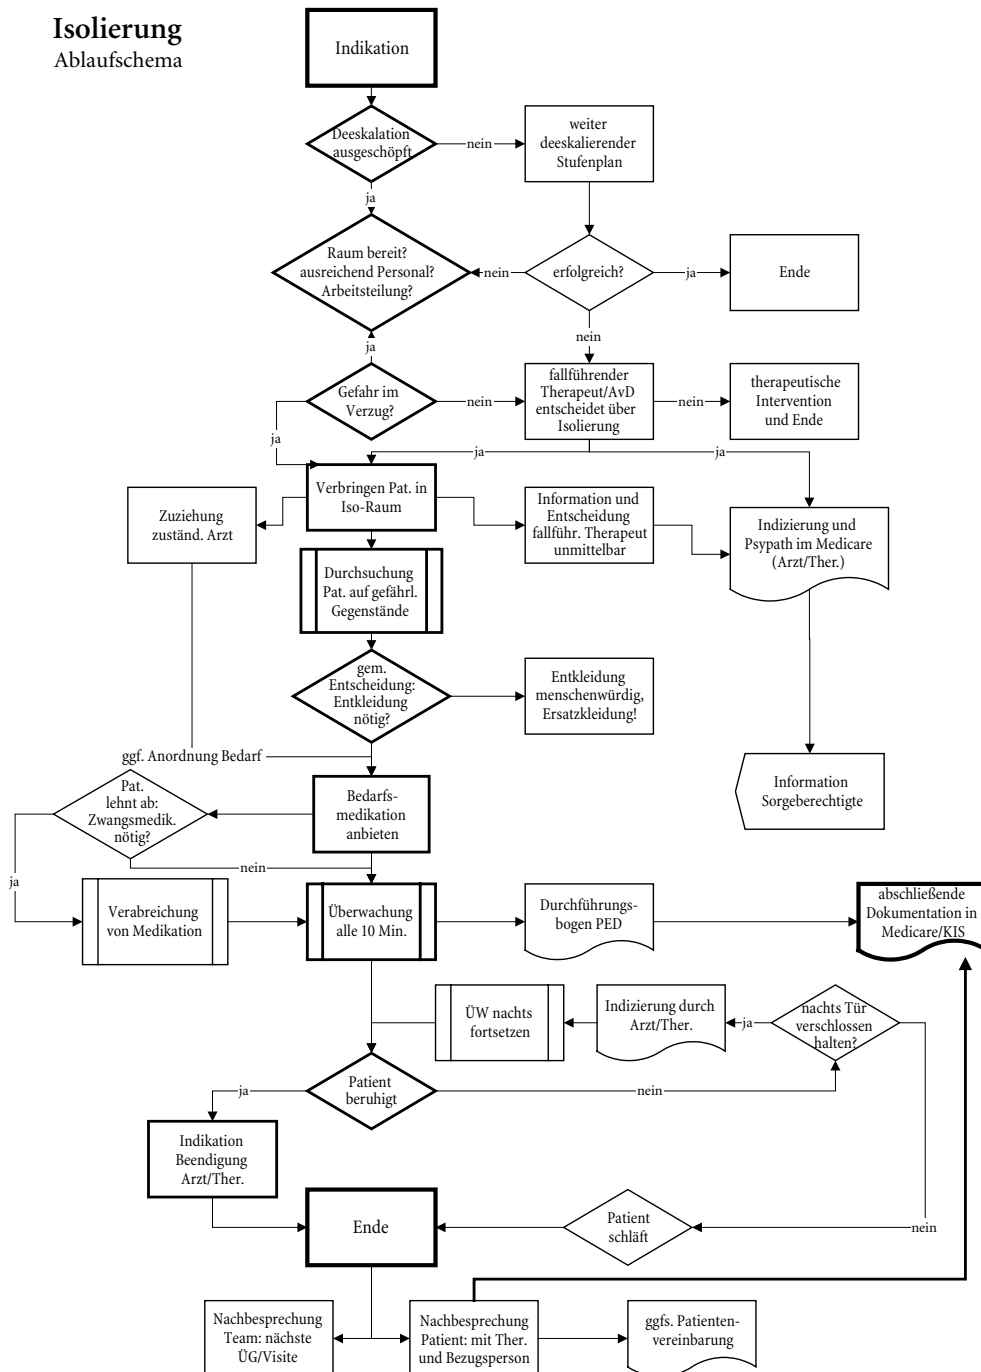 Isolierung
Ablaufschema
Indikation
Deeskalation
ausgeschöpft
nein
weiter
deeskalierender
Stufenplan
ja
Raum bereit?
ausreichend Personal?
Arbeitsteilung?
nein
erfolgreich?
ja
Ende
nein
ja
Gefahr im
Verzug?
nein
fallführender
Therapeut/AvD
entscheidet über
Isolierung
nein
therapeutische
Intervention
und Ende
ja
ja
ja
Verbringen Pat. in
Iso-Raum
Zuziehung
zuständ. Arzt
Information und
Entscheidung
fallführ. Therapeut
unmittelbar
Indizierung und
Psypath im Medicare
(Arzt/Ther.)
Durchsuchung
Pat. auf gefährl.
Gegenstände
gem.
Entscheidung:
Entkleidung
nötig?
Entkleidung
menschenwürdig,
Ersatzkleidung!
ggf. Anordnung Bedarf
Pat.
lehnt ab:
Zwangsmedik.
nötig?
Bedarfs-
medikation
anbieten
Information
Sorgeberechtigte
nein
ja
Verabreichung
von Medikation
Überwachung
alle 10 Min.
Durchführungs-
bogen PED
abschließende
Dokumentation in
Medicare/KIS
ÜW nachts
fortsetzen
Indizierung durch
Arzt/Ther.
ja
nachts Tür
verschlossen
halten?
Patient
beruhigt
ja
nein
Indikation
Beendigung
Arzt/Ther.
Ende
Patient
schläft
nein
Nachbesprechung
Team: nächste
ÜG/Visite
Nachbesprechung
Patient: mit Ther.
und Bezugsperson
ggfs. Patienten-
vereinbarung